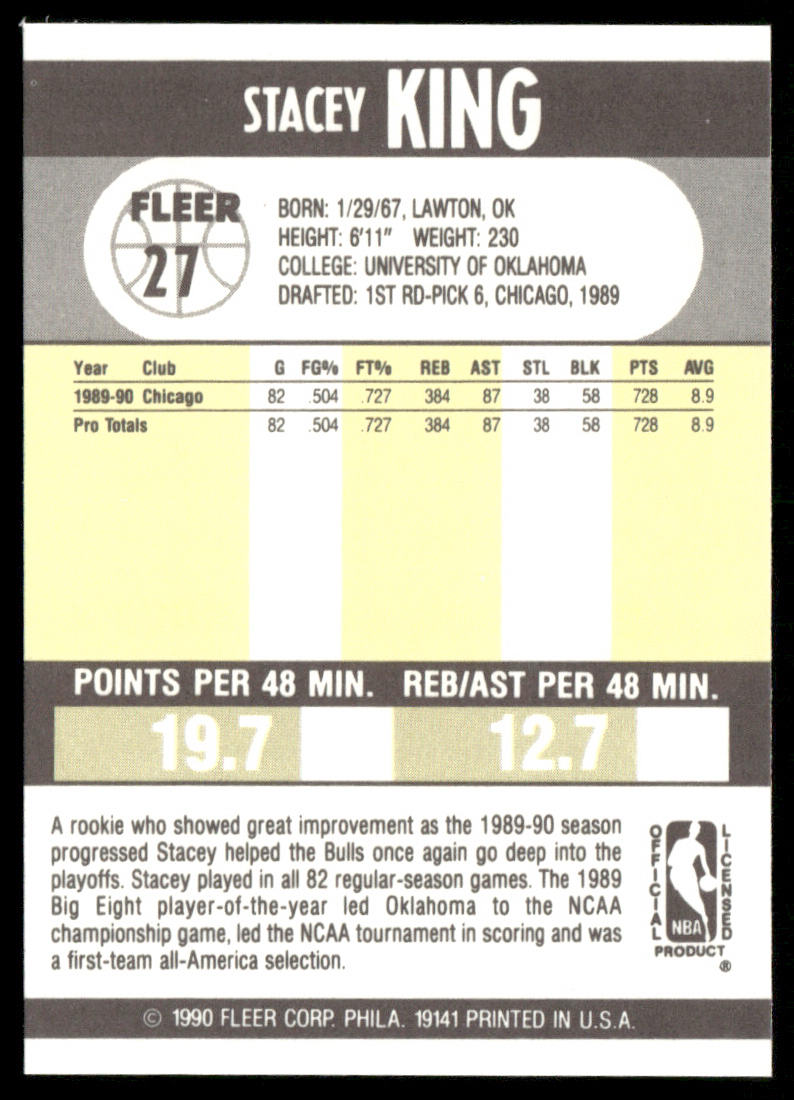 STACEY KING
FLEER
27
BORN: 1/29/67, LAWTON, OK
HEIGHT: 6'11" WEIGHT: 230
COLLEGE: UNIVERSITY OF OKLAHOMA
DRAFTED: 1ST RD-PICK 6, CHICAGO, 1989
Year Club G FG% FT% REB AST STL BLK PTS AVG
1989-90 Chicago 82 .504 .727 384 87 38 58 728 8.9
Pro Totals 82 .504 .727 384 87 38 58 728 8.9
POINTS PER 48 MIN. REB/AST PER 48 MIN.
19.7 12.7
A rookie who showed great improvement as the 1989-90 season
progressed Stacey helped the Bulls once again go deep into the
playoffs. Stacey played in all 82 regular-season games. The 1989
Big Eight player-of-the-year led Oklahoma to the NCAA
championship game, led the NCAA tournament in scoring and was
a first-team all-America selection.
OFFICIAL
LICENSED
NBA
PRODUCT
®
© 1990 FLEER CORP. PHILA. 19141 PRINTED IN U.S.A.